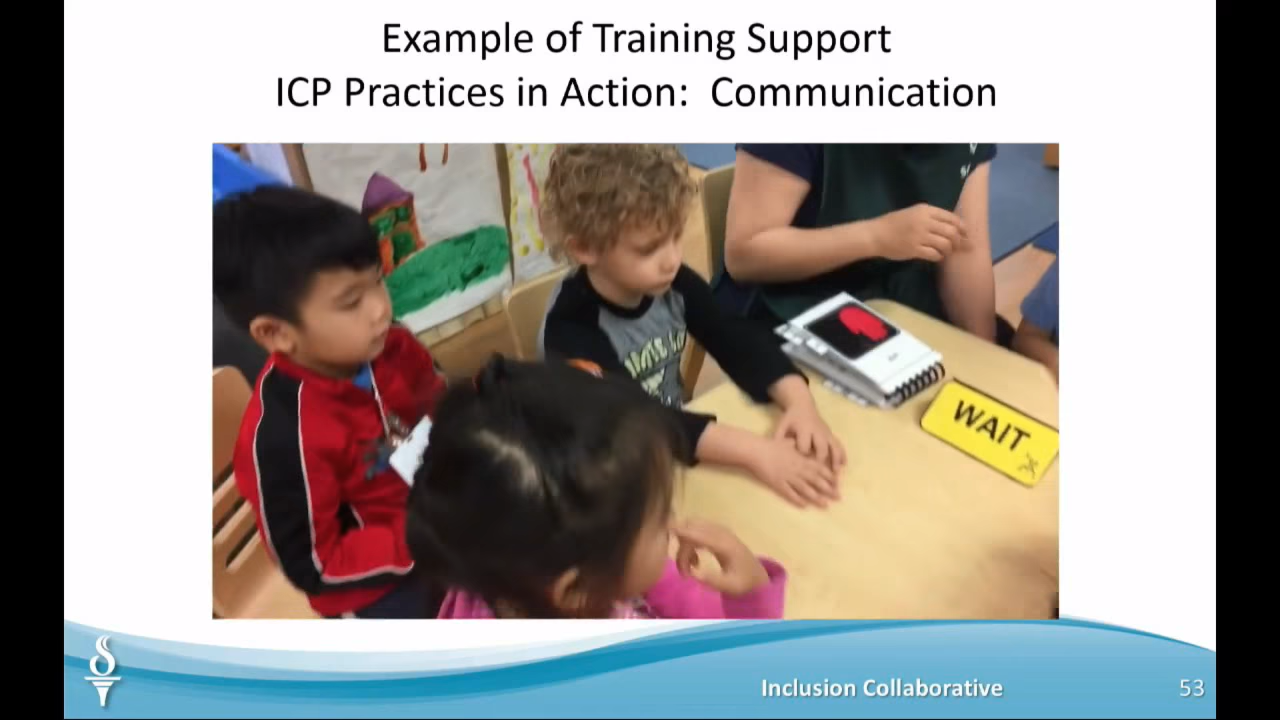 Example of Training Support
ICP Practices in Action: Communication
WAIT
Inclusion Collaborative
53